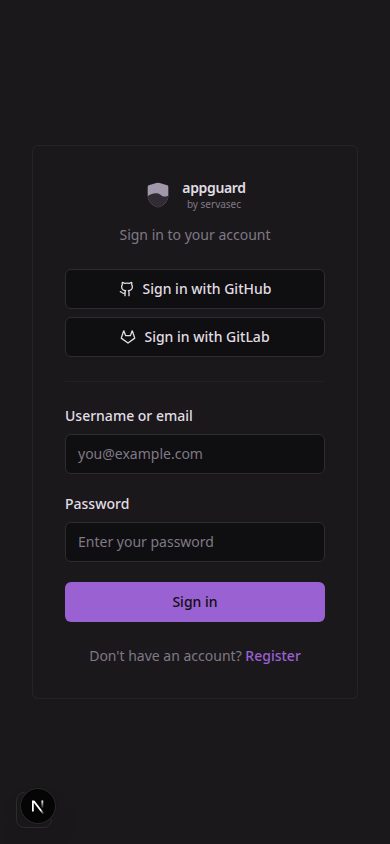 appguard
by servasec
Sign in to your account
Sign in with GitHub
Sign in with GitLab
Username or email
you@example.com
Password
Enter your password
Sign in
Don't have an account? Register
N